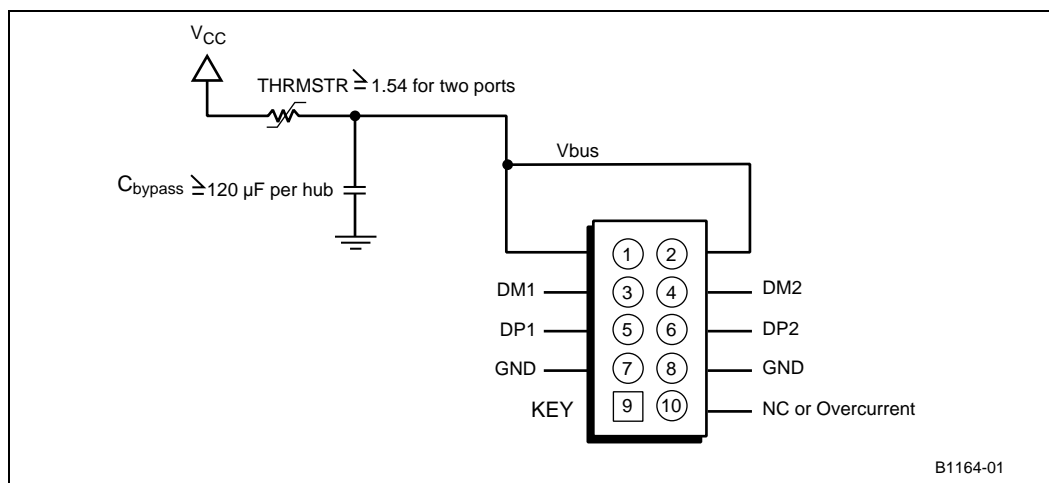 VCC
THRMSTR ≥ 1.54 for two ports
Vbus
Cbypass ≥ 120 µF per hub
1 2
DM1 3 4 DM2
DP1 5 6 DP2
GND 7 8 GND
KEY 9 10 NC or Overcurrent
B1164-01